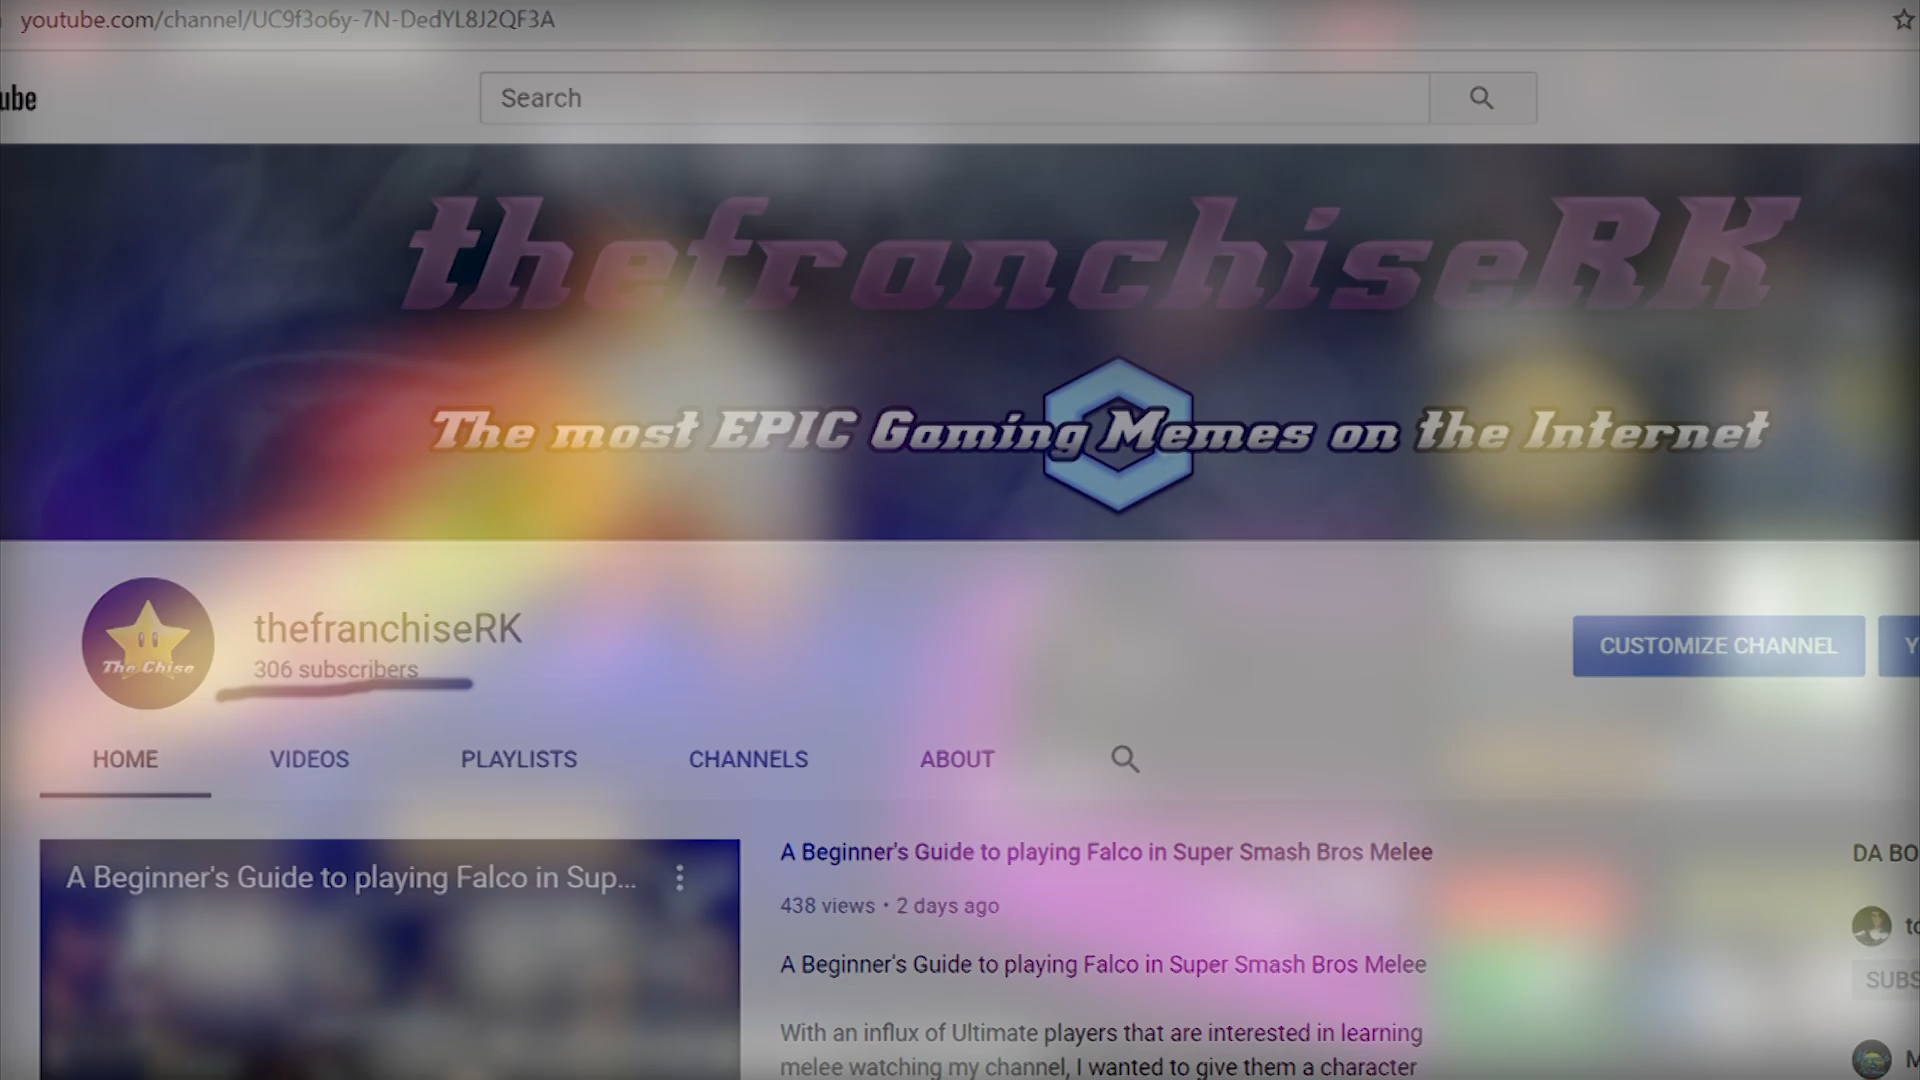 youtube.com/channel/UC9f3o6y-7N-DedYL8J2QF3A
ube
Search
thefranchiseRK
The most EPIC Gaming Memes on the Internet
The Chise
thefranchiseRK
306 subscribers
CUSTOMIZE CHANNEL
Y
HOME VIDEOS PLAYLISTS CHANNELS ABOUT
A Beginner's Guide to playing Falco in Sup...
A Beginner's Guide to playing Falco in Super Smash Bros Melee
438 views • 2 days ago
A Beginner's Guide to playing Falco in Super Smash Bros Melee
With an influx of Ultimate players that are interested in learning
melee watching my channel, I wanted to give them a character
DA BO
to
SUBS
M